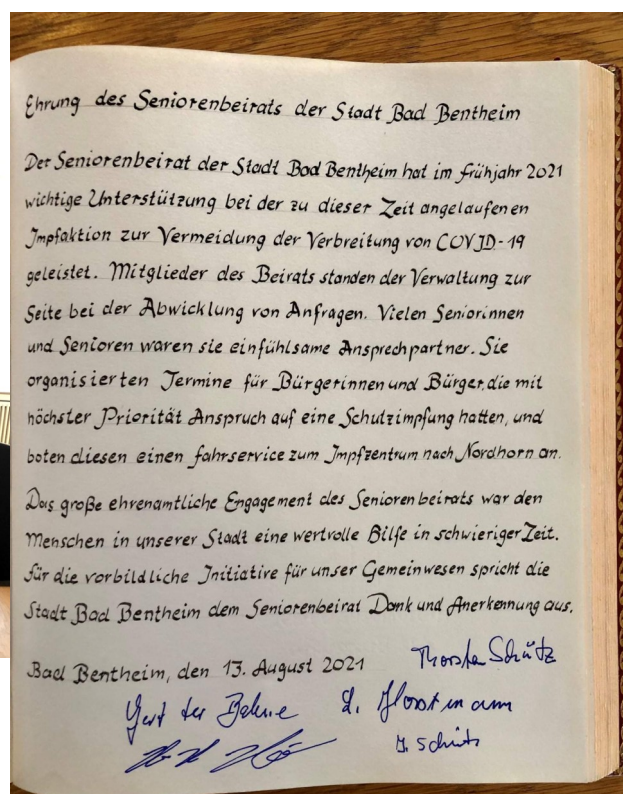 Ehrung des Seniorenbeirats der Stadt Bad Bentheim
Der Seniorenbeirat der Stadt Bad Bentheim hat im Frühjahr 2021
wichtige Unterstützung bei der zu dieser Zeit angelaufenen
Impfaktion zur Vermeidung der Verbreitung von COVID-19
geleistet. Mitglieder des Beirats standen der Verwaltung zur
Seite bei der Abwicklung von Anfragen. Vielen Seniorinnen
und Senioren waren sie einfühlsame Ansprechpartner. Sie
organisierten Termine für Bürgerinnen und Bürger, die mit
höchster Priorität Anspruch auf eine Schutzimpfung hatten, und
boten diesen einen Fahrservice zum Impfzentrum nach Nordhorn an.
Das große ehrenamtliche Engagement des Seniorenbeirats war den
Menschen in unserer Stadt eine wertvolle Hilfe in schwieriger Zeit.
Für die vorbildliche Initiative für unser Gemeinwesen spricht die
Stadt Bad Bentheim dem Seniorenbeirat Dank und Anerkennung aus.
Bad Bentheim, den 13. August 2021
Thorsten Schütz
Gert ter
Horstmann